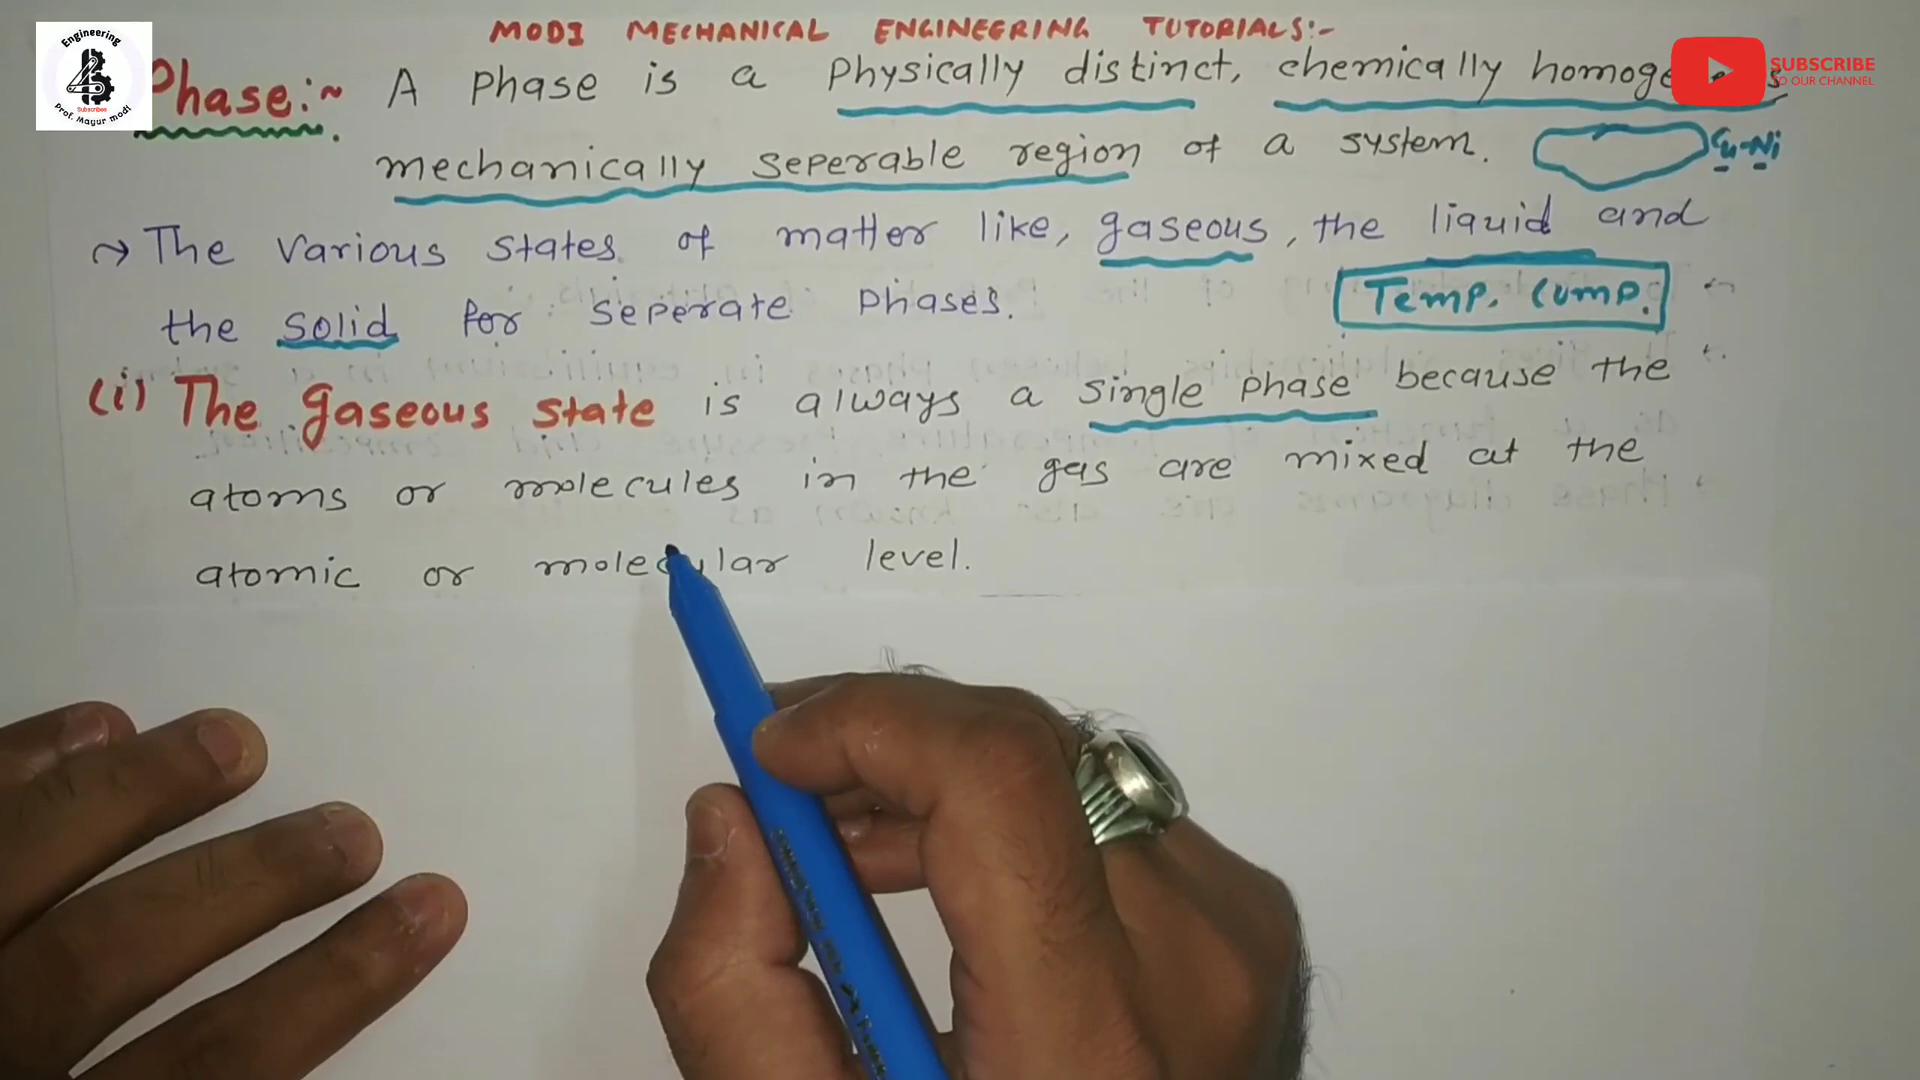 MODI MECHANICAL ENGINEERING TUTORIALS:-
Engineering
4S
Subscribes
Prof. Mayur modi
SUBSCRIBE
TO OUR CHANNEL
Phase:~ A phase is a physically distinct, chemically
mechanically seperable region of a system. Cu-Ni
→ The various states of matter like, gaseous, the liquid and
the solid for seperate phases. Temp. Comp.
(i) The gaseous state is always a single phase because the
atoms or molecules in the gas are mixed at the
atomic or molecular level.